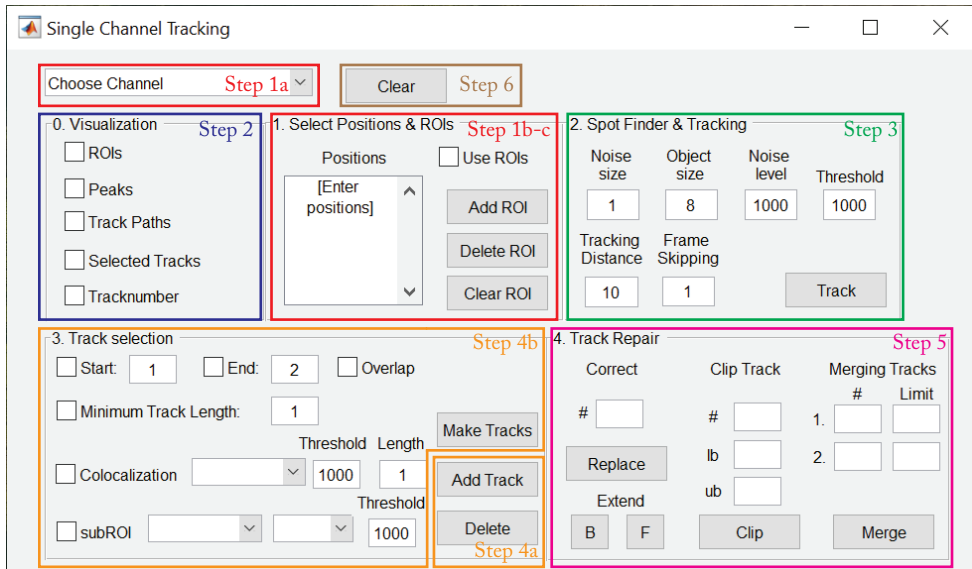 Single Channel Tracking
Choose Channel Step 1a
Clear Step 6
0. Visualization Step 2
ROIs
Peaks
Track Paths
Selected Tracks
Tracknumber
1. Select Positions & ROIs Step 1b-c
Positions
Use ROIs
[Enter
positions]
Add ROI
Delete ROI
Clear ROI
2. Spot Finder & Tracking Step 3
Noise
size
Object
size
Noise
level
Threshold
1 8 1000 1000
Tracking
Distance
Frame
Skipping
10 1 Track
3. Track selection Step 4b
Start: 1 End: 2 Overlap
Minimum Track Length: 1
Make Tracks
Threshold Length
Colocalization 1000 1
Add Track
Threshold
subROI 1000
Delete
Step 4a
4. Track Repair Step 5
Correct Clip Track Merging Tracks
# Limit
# # 1.
Replace lb 2.
Extend ub
B F Clip Merge